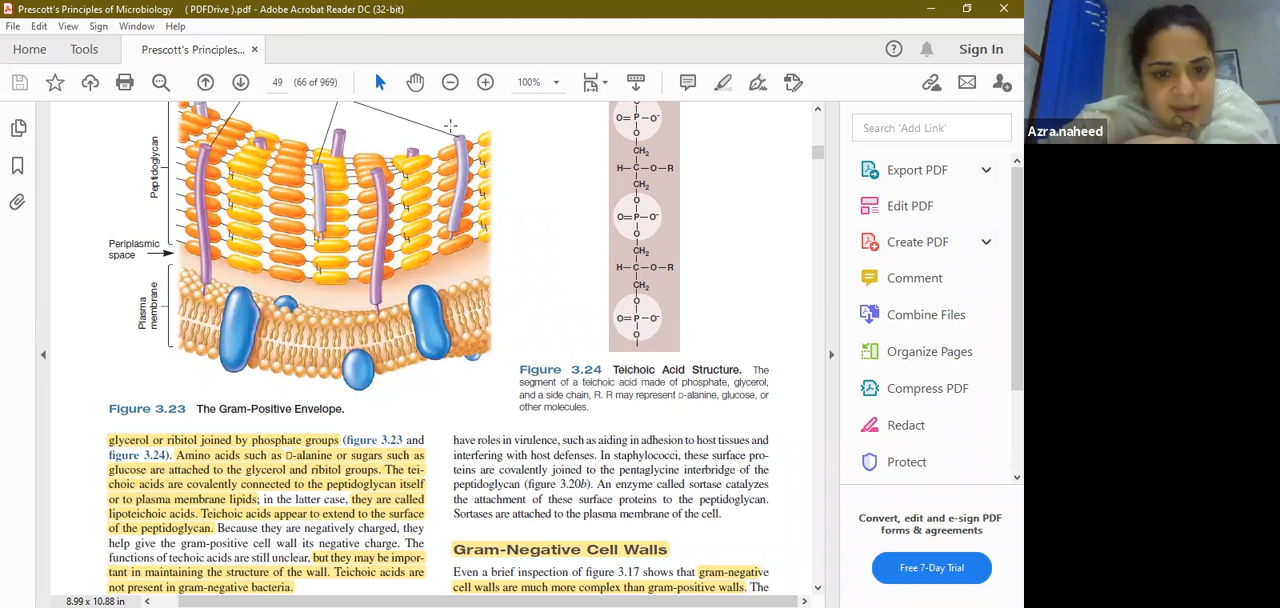 Prescott's Principles of Microbiology ( PDFDrive ).pdf - Adobe Acrobat Reader DC (32-bit)
File Edit View Sign Window Help
Home Tools Prescott's Principles... × Sign In
49 (66 of 969) 100%
Peptidoglycan
Periplasmic
space
Plasma
membrane
O=P–O⁻
O
CH₂
H–C–O–R
CH₂
O
O=P–O⁻
O
CH₂
H–C–O–R
CH₂
O
O=P–O⁻
O
Figure 3.23 The Gram-Positive Envelope.
Figure 3.24 Teichoic Acid Structure. The
segment of a teichoic acid made of phosphate, glycerol,
and a side chain, R. R may represent D-alanine, glucose, or
other molecules.
glycerol or ribitol joined by phosphate groups (figure 3.23 and
figure 3.24). Amino acids such as D-alanine or sugars such as
glucose are attached to the glycerol and ribitol groups. The tei-
choic acids are covalently connected to the peptidoglycan itself
or to plasma membrane lipids; in the latter case, they are called
lipoteichoic acids. Teichoic acids appear to extend to the surface
of the peptidoglycan. Because they are negatively charged, they
help give the gram-positive cell wall its negative charge. The
functions of techoic acids are still unclear, but they may be impor-
tant in maintaining the structure of the wall. Teichoic acids are
not present in gram-negative bacteria.
have roles in virulence, such as aiding in adhesion to host tissues and
interfering with host defenses. In staphylococci, these surface pro-
teins are covalently joined to the pentaglycine interbridge of the
peptidoglycan (figure 3.20b). An enzyme called sortase catalyzes
the attachment of these surface proteins to the peptidoglycan.
Sortases are attached to the plasma membrane of the cell.
Gram-Negative Cell Walls
Even a brief inspection of figure 3.17 shows that gram-negative
cell walls are much more complex than gram-positive walls. The
8.99 x 10.88 in
Search 'Add Link'
Export PDF
Edit PDF
Create PDF
Comment
Combine Files
Organize Pages
Compress PDF
Redact
Protect
Convert, edit and e-sign PDF
forms & agreements
Free 7-Day Trial
Azra.naheed